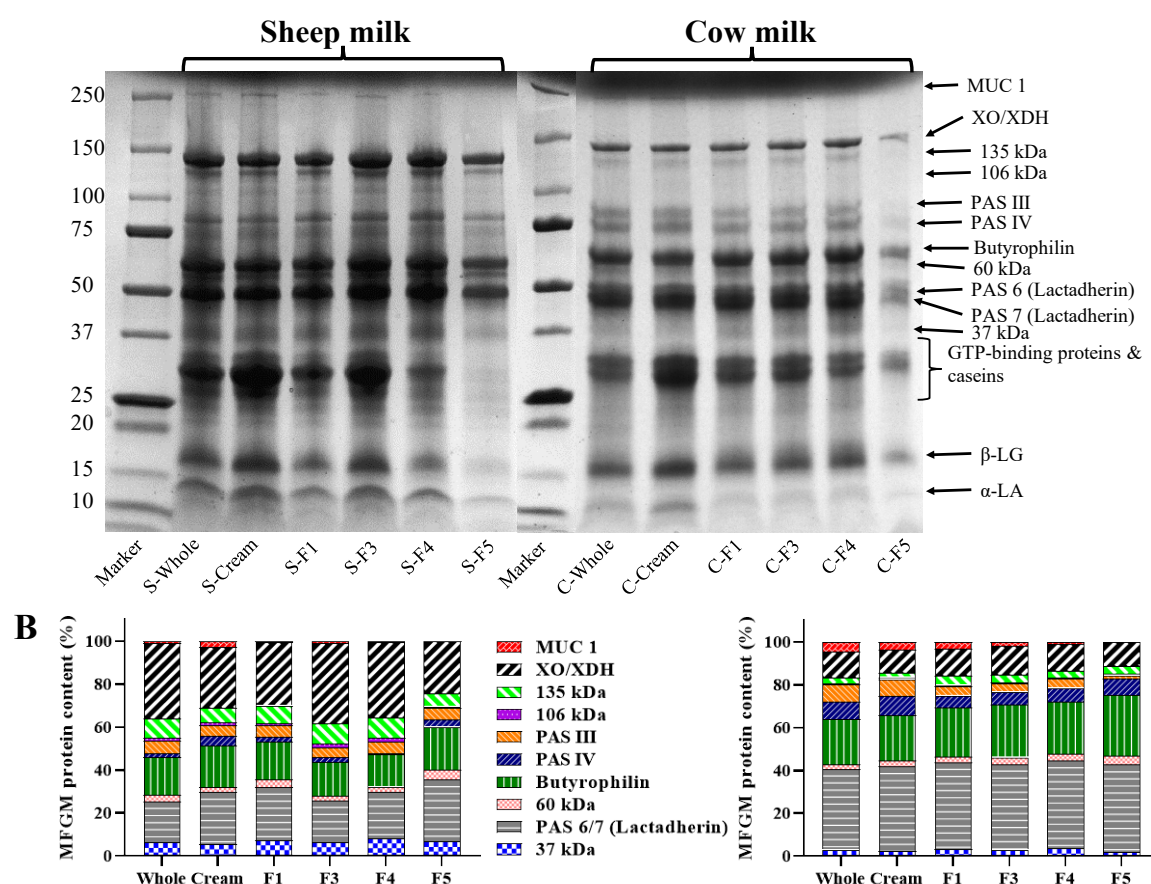 Sheep milk
Cow milk
250
150
100
75
50
37
25
20
15
10
MUC 1
XO/XDH
135 kDa
106 kDa
PAS III
PAS IV
Butyrophilin
60 kDa
PAS 6 (Lactadherin)
PAS 7 (Lactadherin)
37 kDa
GTP-binding proteins &
caseins
β-LG
α-LA
Marker
S-Whole
S-Cream
S-F1
S-F3
S-F4
S-F5
Marker
C-Whole
C-Cream
C-F1
C-F3
C-F4
C-F5
B
MFGM protein content (%)
100
80
60
40
20
0
Whole Cream F1 F3 F4 F5
MUC 1
XO/XDH
135 kDa
106 kDa
PAS III
PAS IV
Butyrophilin
60 kDa
PAS 6/7 (Lactadherin)
37 kDa
MFGM protein content (%)
100
80
60
40
20
0
Whole Cream F1 F3 F4 F5